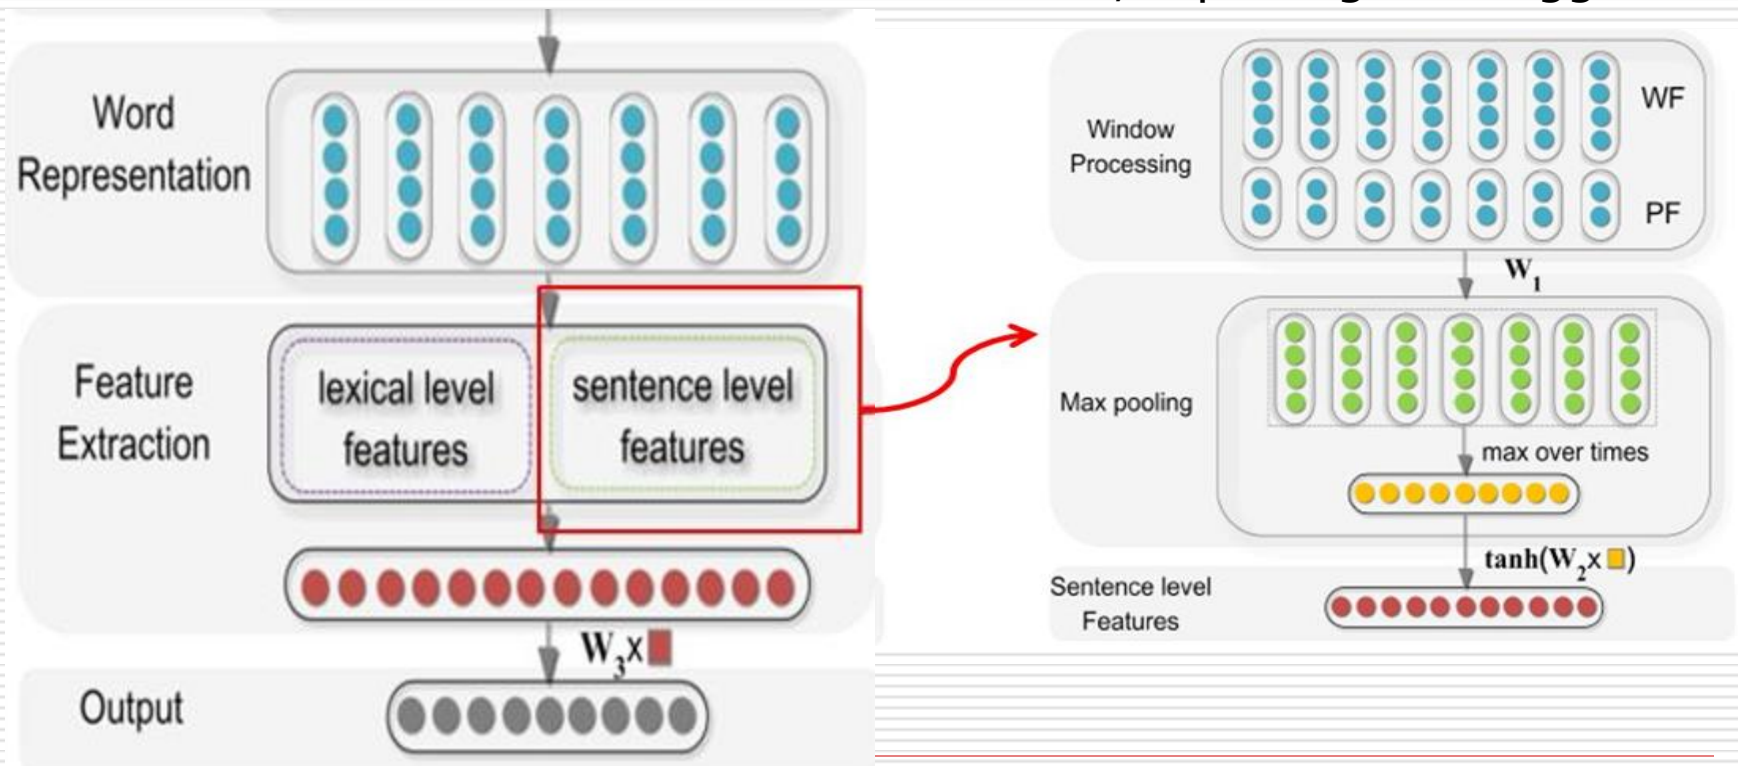 Word
Representation
Feature
Extraction
lexical level
features
sentence level
features
W3x
Output
Window
Processing
WF
PF
W1
Max pooling
max over times
tanh(W2x )
Sentence level
Features